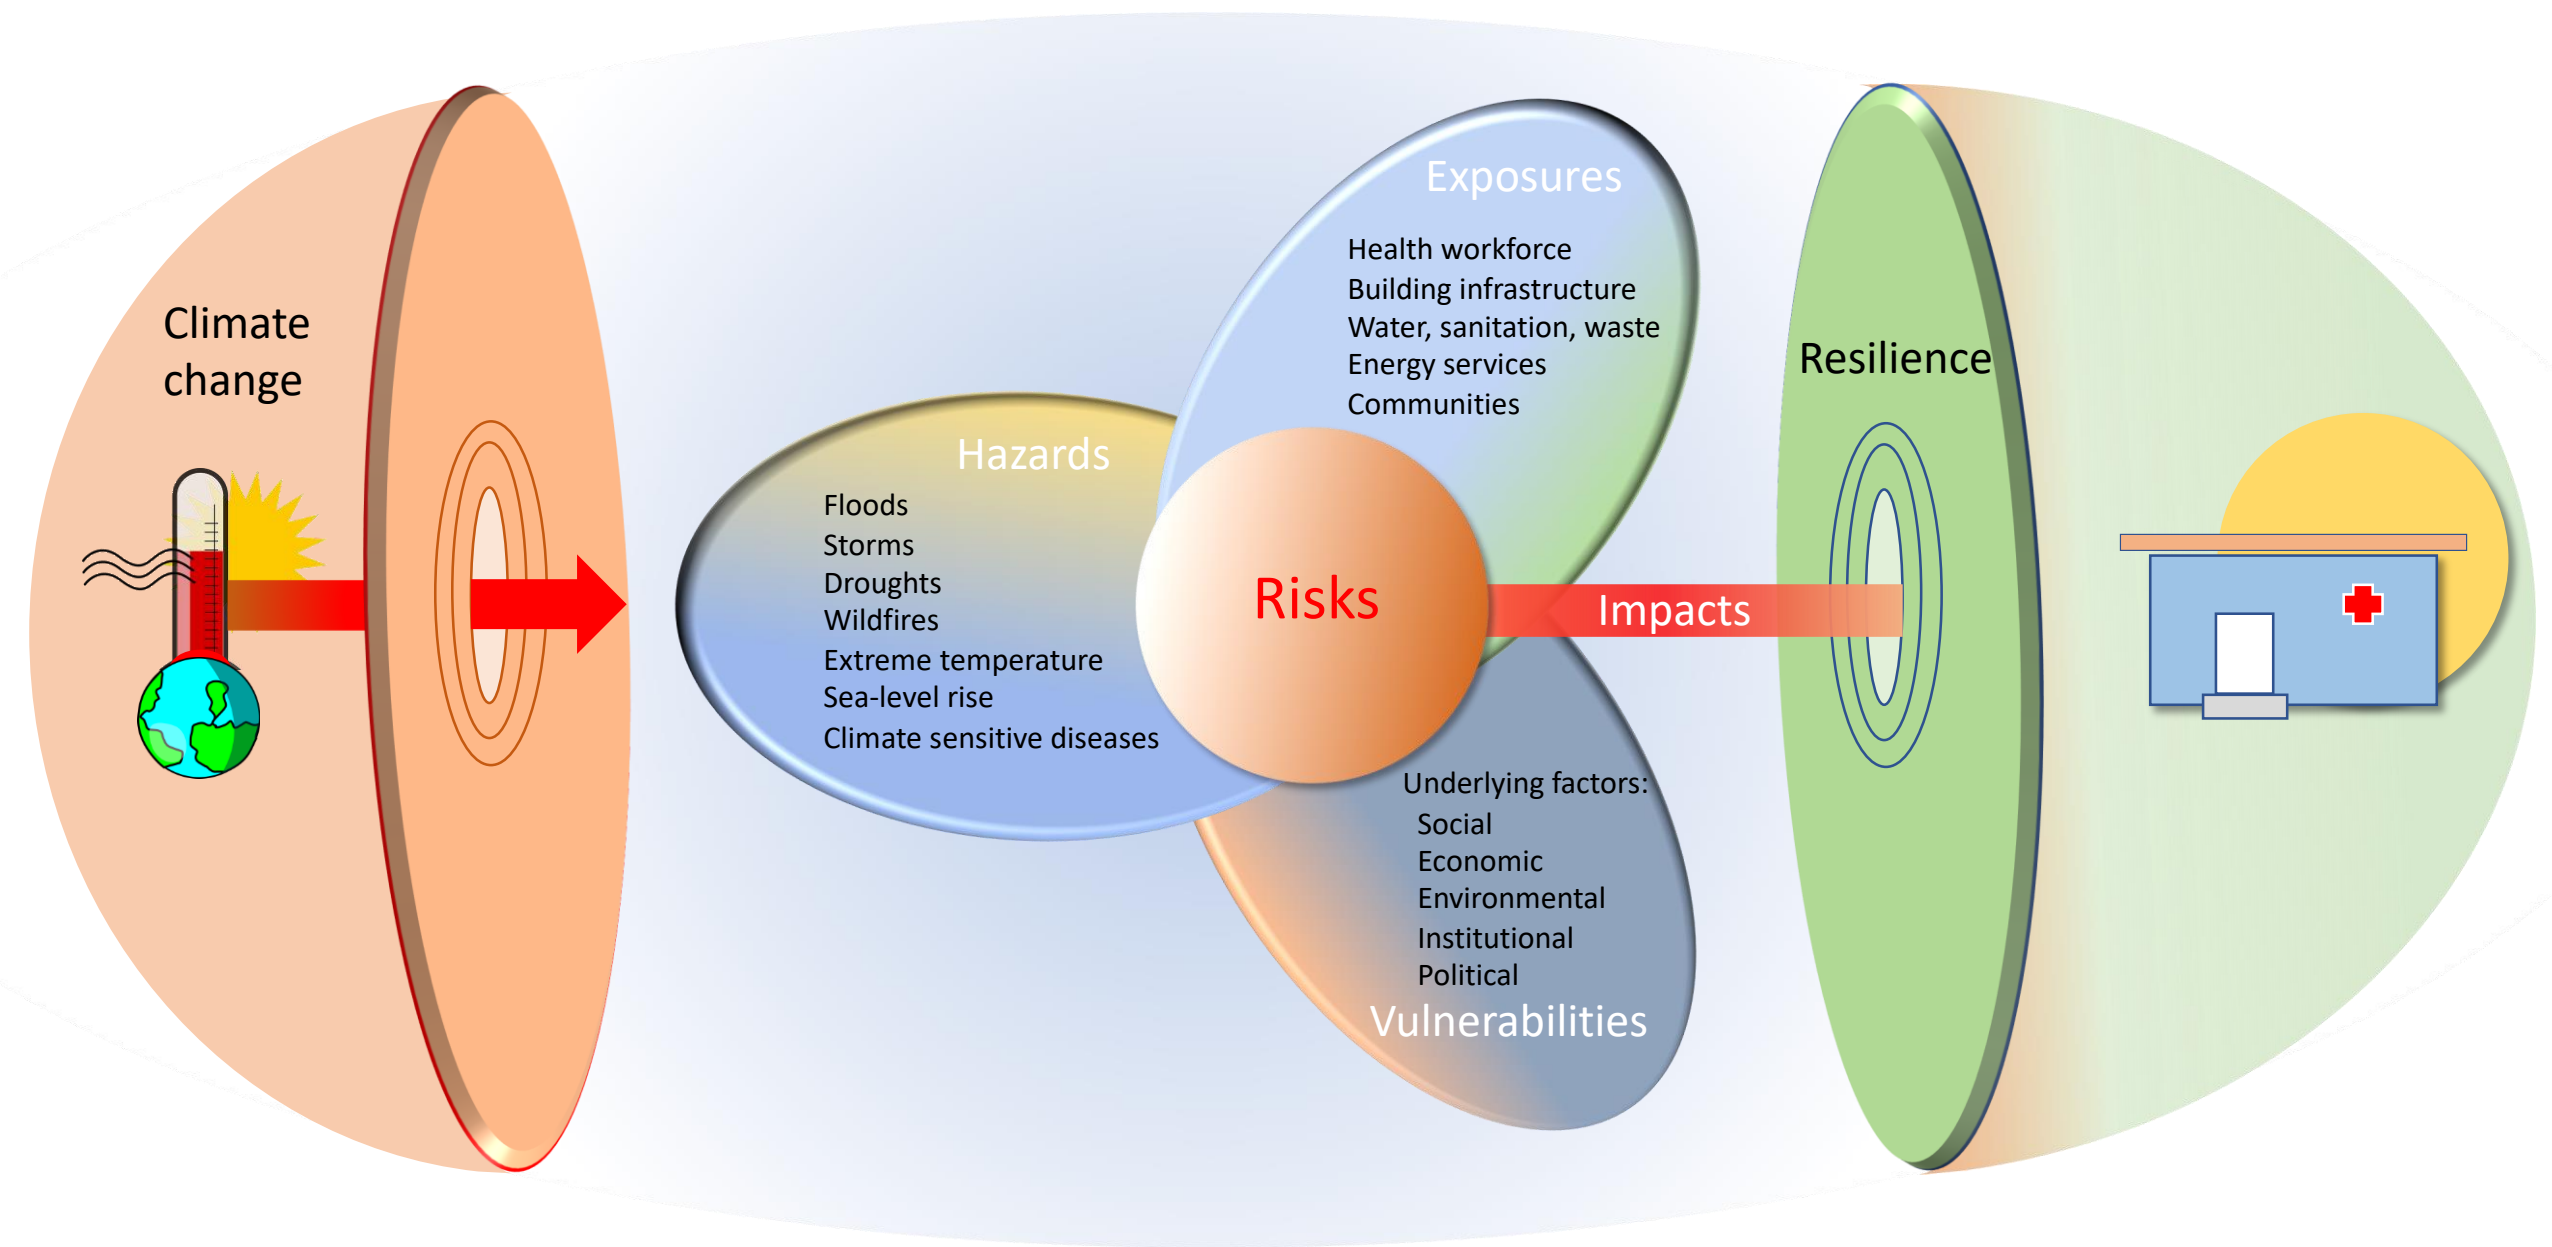 Climate
change
Hazards
Floods
Storms
Droughts
Wildfires
Extreme temperature
Sea-level rise
Climate sensitive diseases
Exposures
Health workforce
Building infrastructure
Water, sanitation, waste
Energy services
Communities
Risks
Impacts
Underlying factors:
Social
Economic
Environmental
Institutional
Political
Vulnerabilities
Resilience